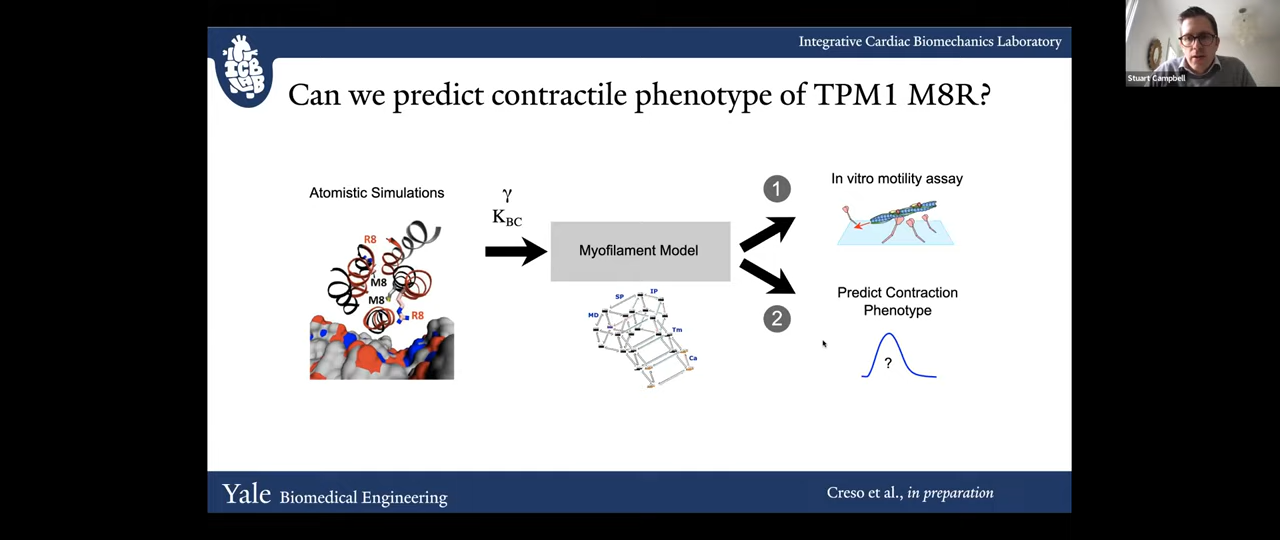 Integrative Cardiac Biomechanics Laboratory
ICB
LAB
Stuart Campbell
Can we predict contractile phenotype of TPM1 M8R?
Atomistic Simulations
R8
M8
M8
R8
γ
K_BC
Myofilament Model
SP
IP
MD
Tm
Ca
1
In vitro motility assay
2
Predict Contraction
Phenotype
?
Yale Biomedical Engineering
Creso et al., in preparation